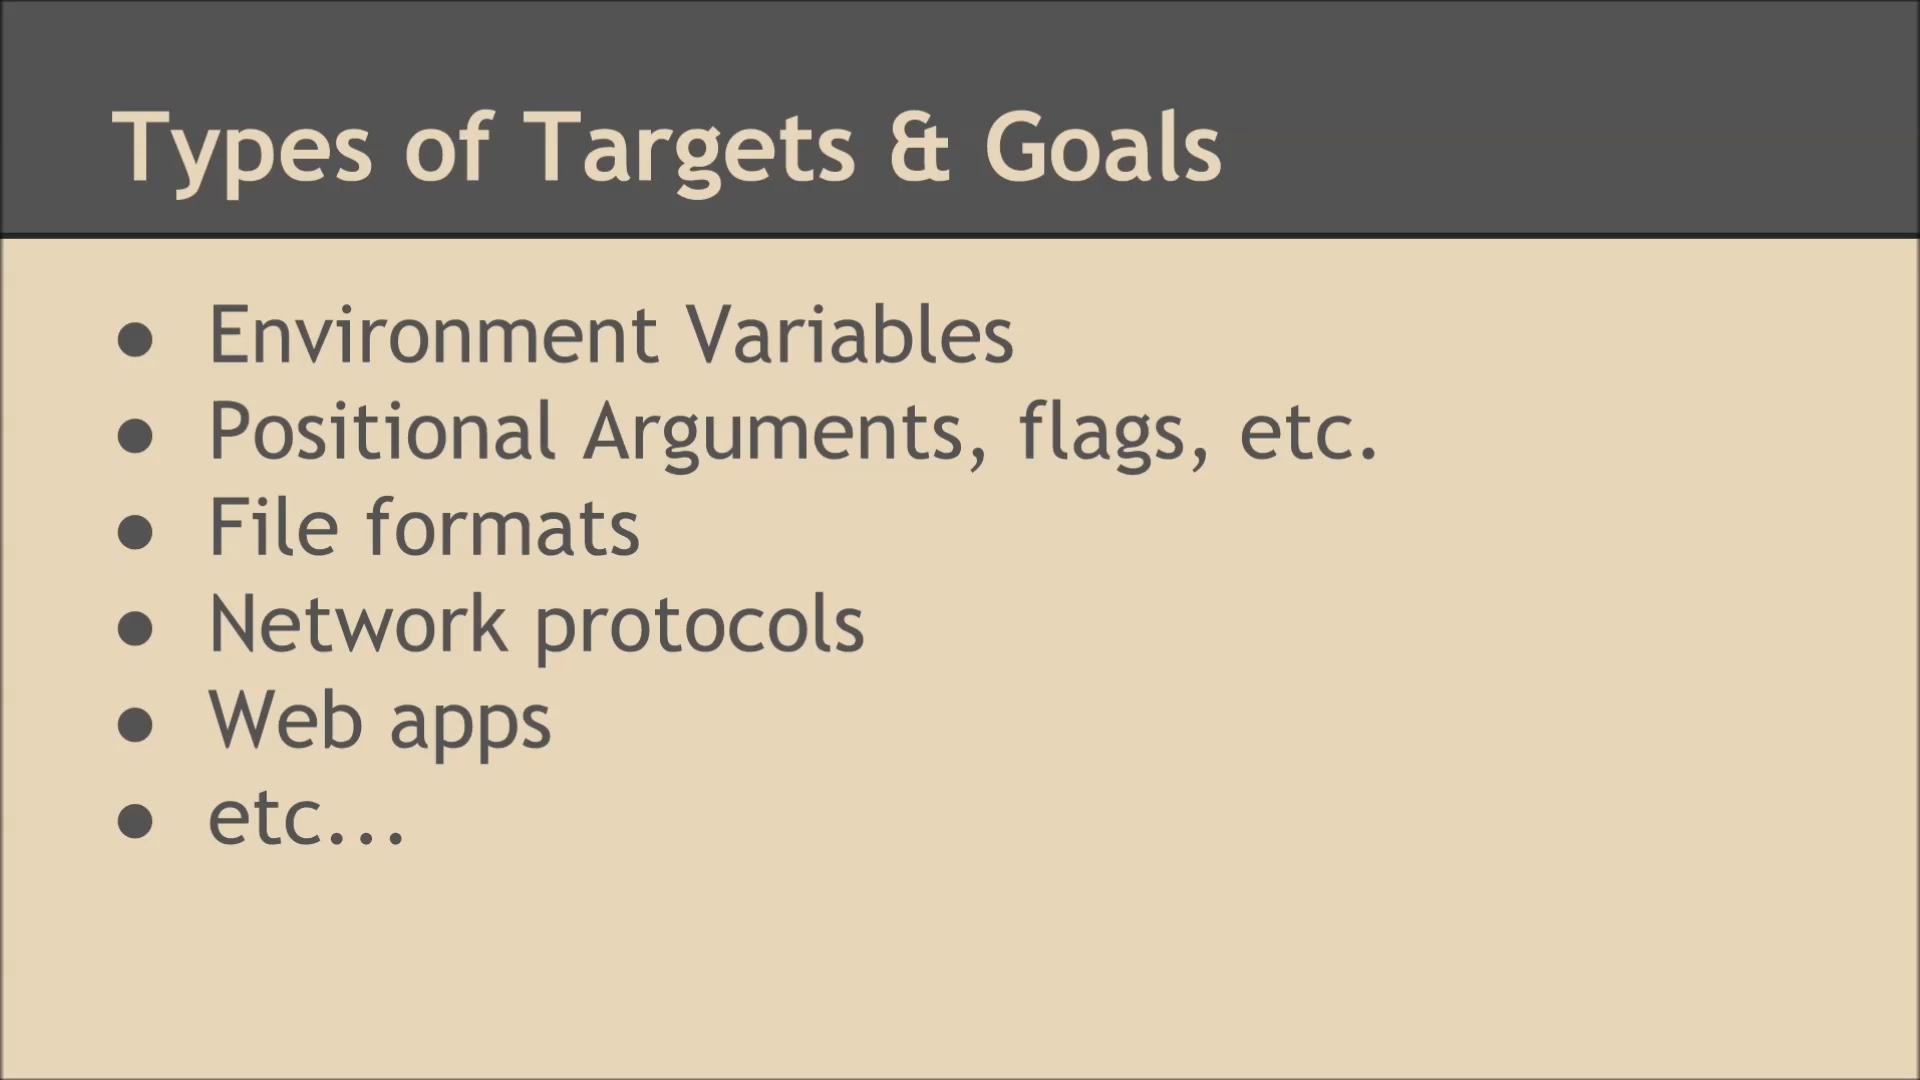 Types of Targets & Goals
● Environment Variables
● Positional Arguments, flags, etc.
● File formats
● Network protocols
● Web apps
● etc...